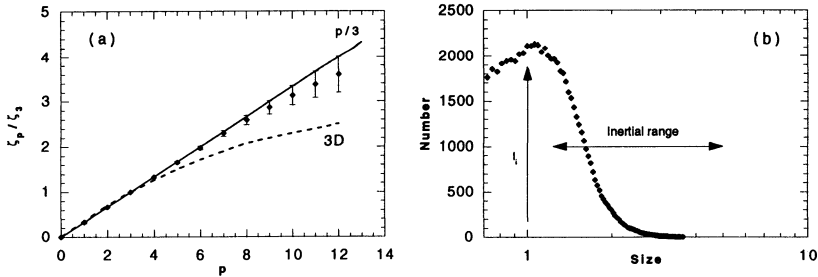 (a)
p/3
3D
ζp/ζ3
5
4
3
2
1
0
0 2 4 6 8 10 12 14
p
(b)
Number
2500
2000
1500
1000
500
0
Inertial range
li
1 10
Size